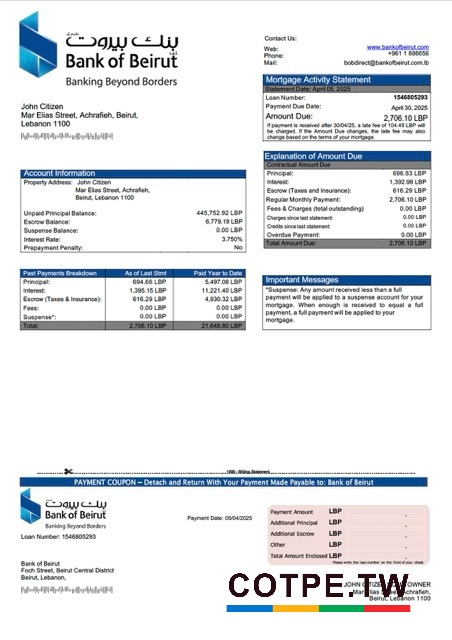 بنك بيروت
Bank of Beirut
Banking Beyond Borders
John Citizen
Mar Elias Street, Achrafieh, Beirut,
Lebanon 1100
Contact Us:
Web: www.bankofbeirut.com
Phone: +961 1 886656
Mail: bobdirect@bankofbeirut.com.lb
Mortgage Activity Statement
Statement Date: April 05, 2025
Loan Number: 1546805293
Payment Due Date: April 30, 2025
Amount Due: 2,706.10 LBP
If payment is received after 30/04/25, a late fee of 104.49 LBP will
be charged. If the Amount Due changes, the late fee may also
change based on the terms of your mortgage.
Account Information
Property Address: John Citizen
Mar Elias Street, Achrafieh,
Beirut, Lebanon 1100
Unpaid Principal Balance: 445,752.92 LBP
Escrow Balance: 6,779.19 LBP
Suspense Balance: 0.00 LBP
Interest Rate: 3.750%
Prepayment Penalty: No
Explanation of Amount Due
Contractual Amount Due
Principal: 696.83 LBP
Interest: 1,392.98 LBP
Escrow (Taxes and Insurance): 616.29 LBP
Regular Monthly Payment: 2,706.10 LBP
Fees & Charges (total outstanding) 0.00 LBP
Charges since last statement: 0.00 LBP
Credits since last statement: 0.00 LBP
Overdue Payment: 0.00 LBP
Total Amount Due: 2,706.10 LBP
Past Payments Breakdown As of Last Stmt Paid Year to Date
Principal: 694.66 LBP 5,497.08 LBP
Interest: 1,395.15 LBP 11,221.40 LBP
Escrow (Taxes & Insurance): 616.29 LBP 4,930.32 LBP
Fees: 0.00 LBP 0.00 LBP
Suspense*: 0.00 LBP 0.00 LBP
Total: 2,706.10 LBP 21,648.80 LBP
Important Messages
*Suspense: Any amount received less than a full
payment will be applied to a suspense account for your
mortgage. When enough is received to equal a full
payment, a full payment will be applied to your
mortgage.
Billing Statement
PAYMENT COUPON – Detach and Return With Your Payment Made Payable to: Bank of Beirut
بنك بيروت
Bank of Beirut
Banking Beyond Borders
Loan Number: 1546805293
Payment Date: 05/04/2025
Payment Amount LBP .
Additional Principal LBP .
Additional Escrow LBP .
Other LBP .
Total Amount Enclosed LBP .
Please write the loan number on the front of your check
Bank of Beirut
Foch Street, Beirut Central District
Beirut, Lebanon,
JOHN CITIZEN OWNER
Mar Elias Street, Achrafieh,
Beirut, Lebanon 1100
COTPE.TW